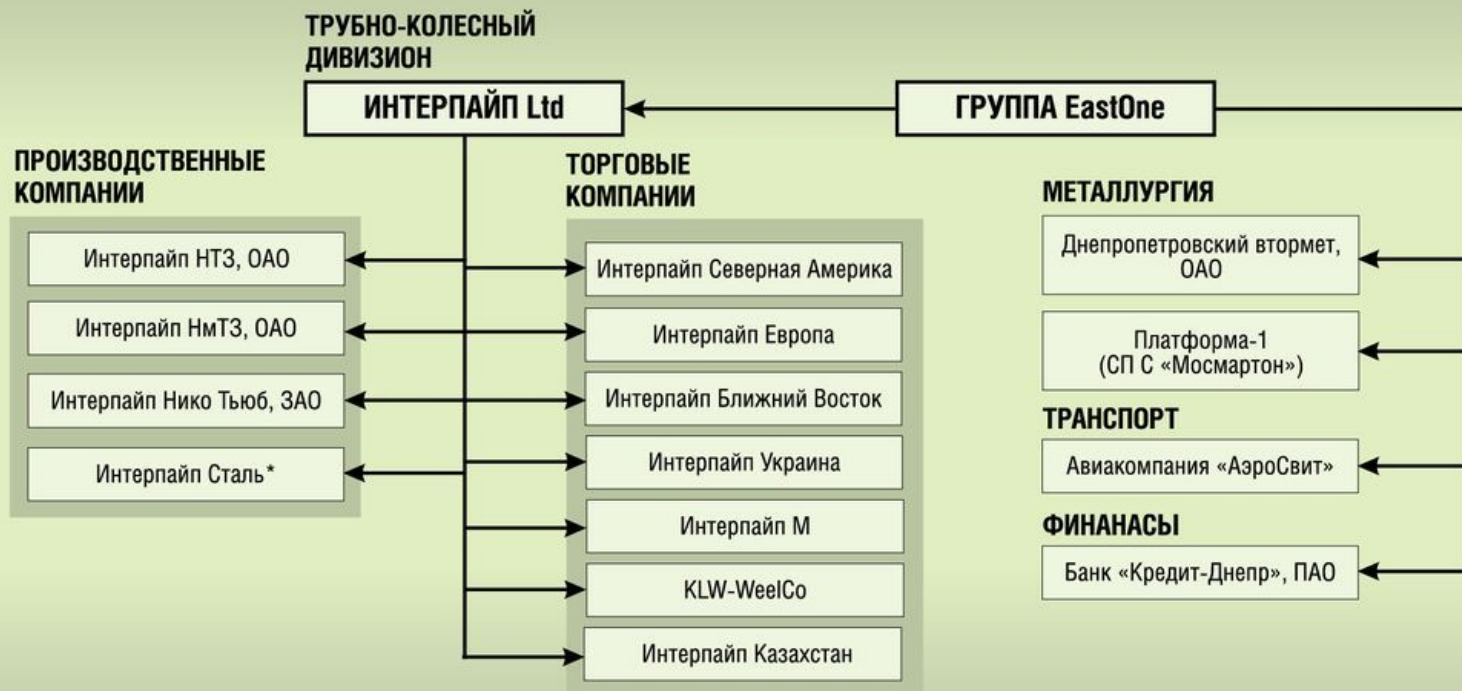 ТРУБНО-КОЛЕСНЫЙ
ДИВИЗИОН
ИНТЕРПАЙП Ltd
ГРУППА EastOne
ПРОИЗВОДСТВЕННЫЕ
КОМПАНИИ
Интерпайп НТЗ, ОАО
Интерпайп НмТЗ, ОАО
Интерпайп Нико Тьюб, ЗАО
Интерпайп Сталь*
ТОРГОВЫЕ
КОМПАНИИ
Интерпайп Северная Америка
Интерпайп Европа
Интерпайп Ближний Восток
Интерпайп Украина
Интерпайп М
KLW-WeelCo
Интерпайп Казахстан
МЕТАЛЛУРГИЯ
Днепропетровский втормет,
ОАО
Платформа-1
(СП С «Мосмартон»)
ТРАНСПОРТ
Авиакомпания «АэроСвит»
ФИНАНАСЫ
Банк «Кредит-Днепр», ПАО